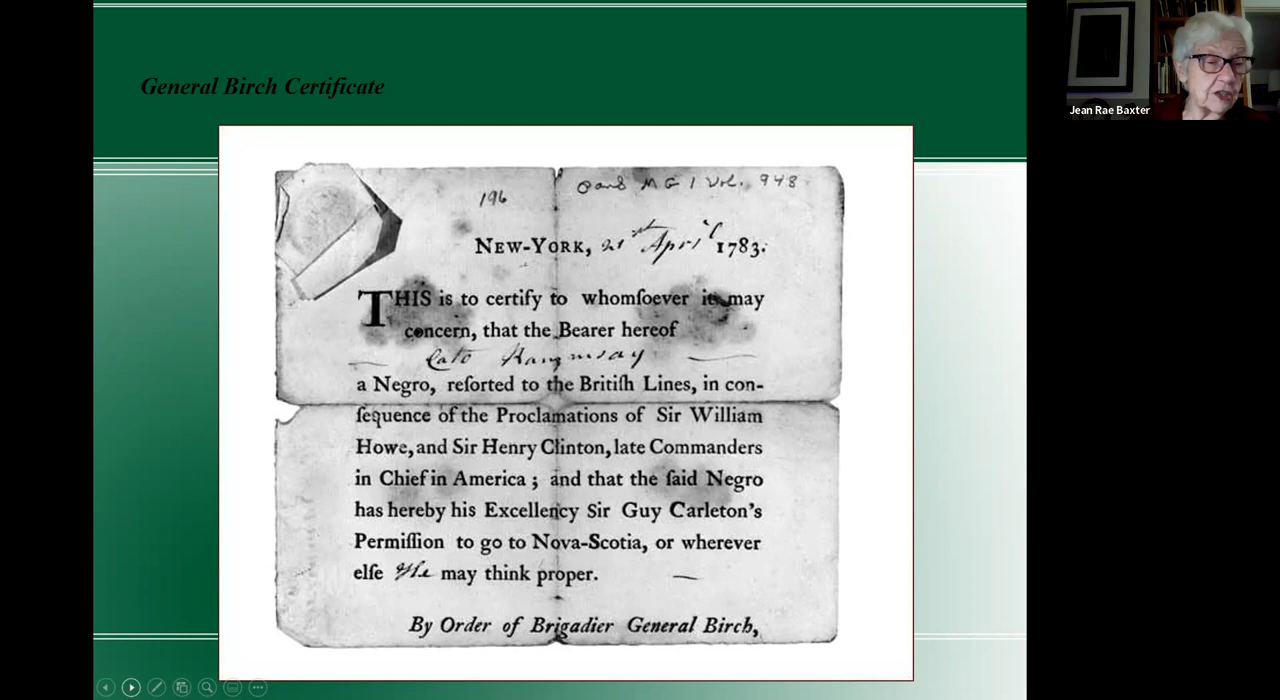 General Birch Certificate
Jean Rae Baxter
196
MG 1 Vol. 948
NEW-YORK, 21st April 1783.
THIS is to certify to whomſoever it may
concern, that the Bearer hereof
Cato
a Negro, reſorted to the Britiſh Lines, in con-
ſequence of the Proclamations of Sir William
Howe, and Sir Henry Clinton, late Commanders
in Chief in America ; and that the ſaid Negro
has hereby his Excellency Sir Guy Carleton's
Permiſſion to go to Nova-Scotia, or wherever
elſe may think proper. —
By Order of Brigadier General Birch,